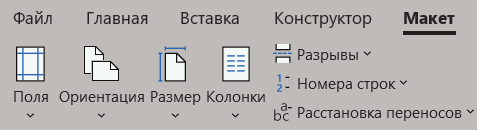 Файл Главная Вставка Конструктор Макет
Разрывы
Номера строк
Поля Ориентация Размер Колонки
Расстановка переносов